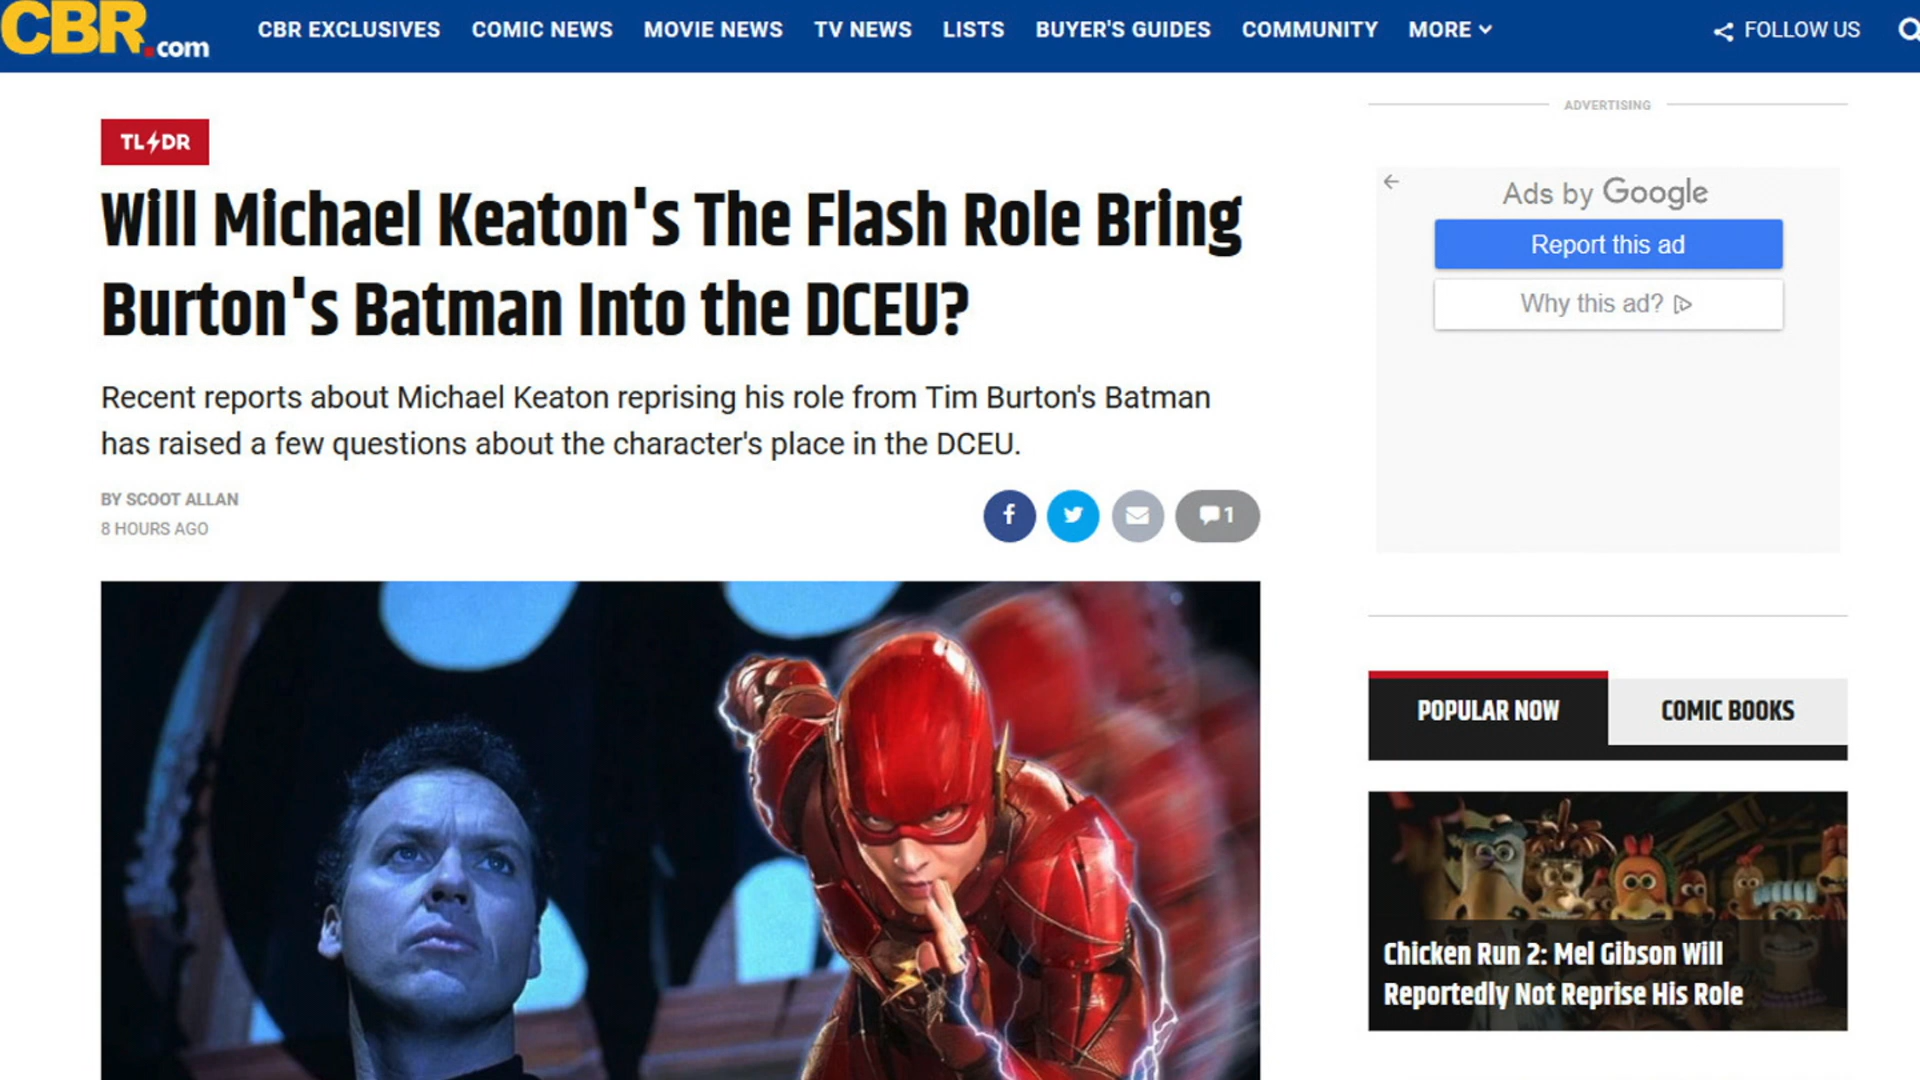 CBR.com
CBR EXCLUSIVES COMIC NEWS MOVIE NEWS TV NEWS LISTS BUYER'S GUIDES COMMUNITY MORE FOLLOW US
TL DR
Will Michael Keaton's The Flash Role Bring
Burton's Batman Into the DCEU?
Recent reports about Michael Keaton reprising his role from Tim Burton's Batman
has raised a few questions about the character's place in the DCEU.
BY SCOOT ALLAN
8 HOURS AGO
f
1
ADVERTISING
Ads by Google
Report this ad
Why this ad?
POPULAR NOW
COMIC BOOKS
Chicken Run 2: Mel Gibson Will
Reportedly Not Reprise His Role